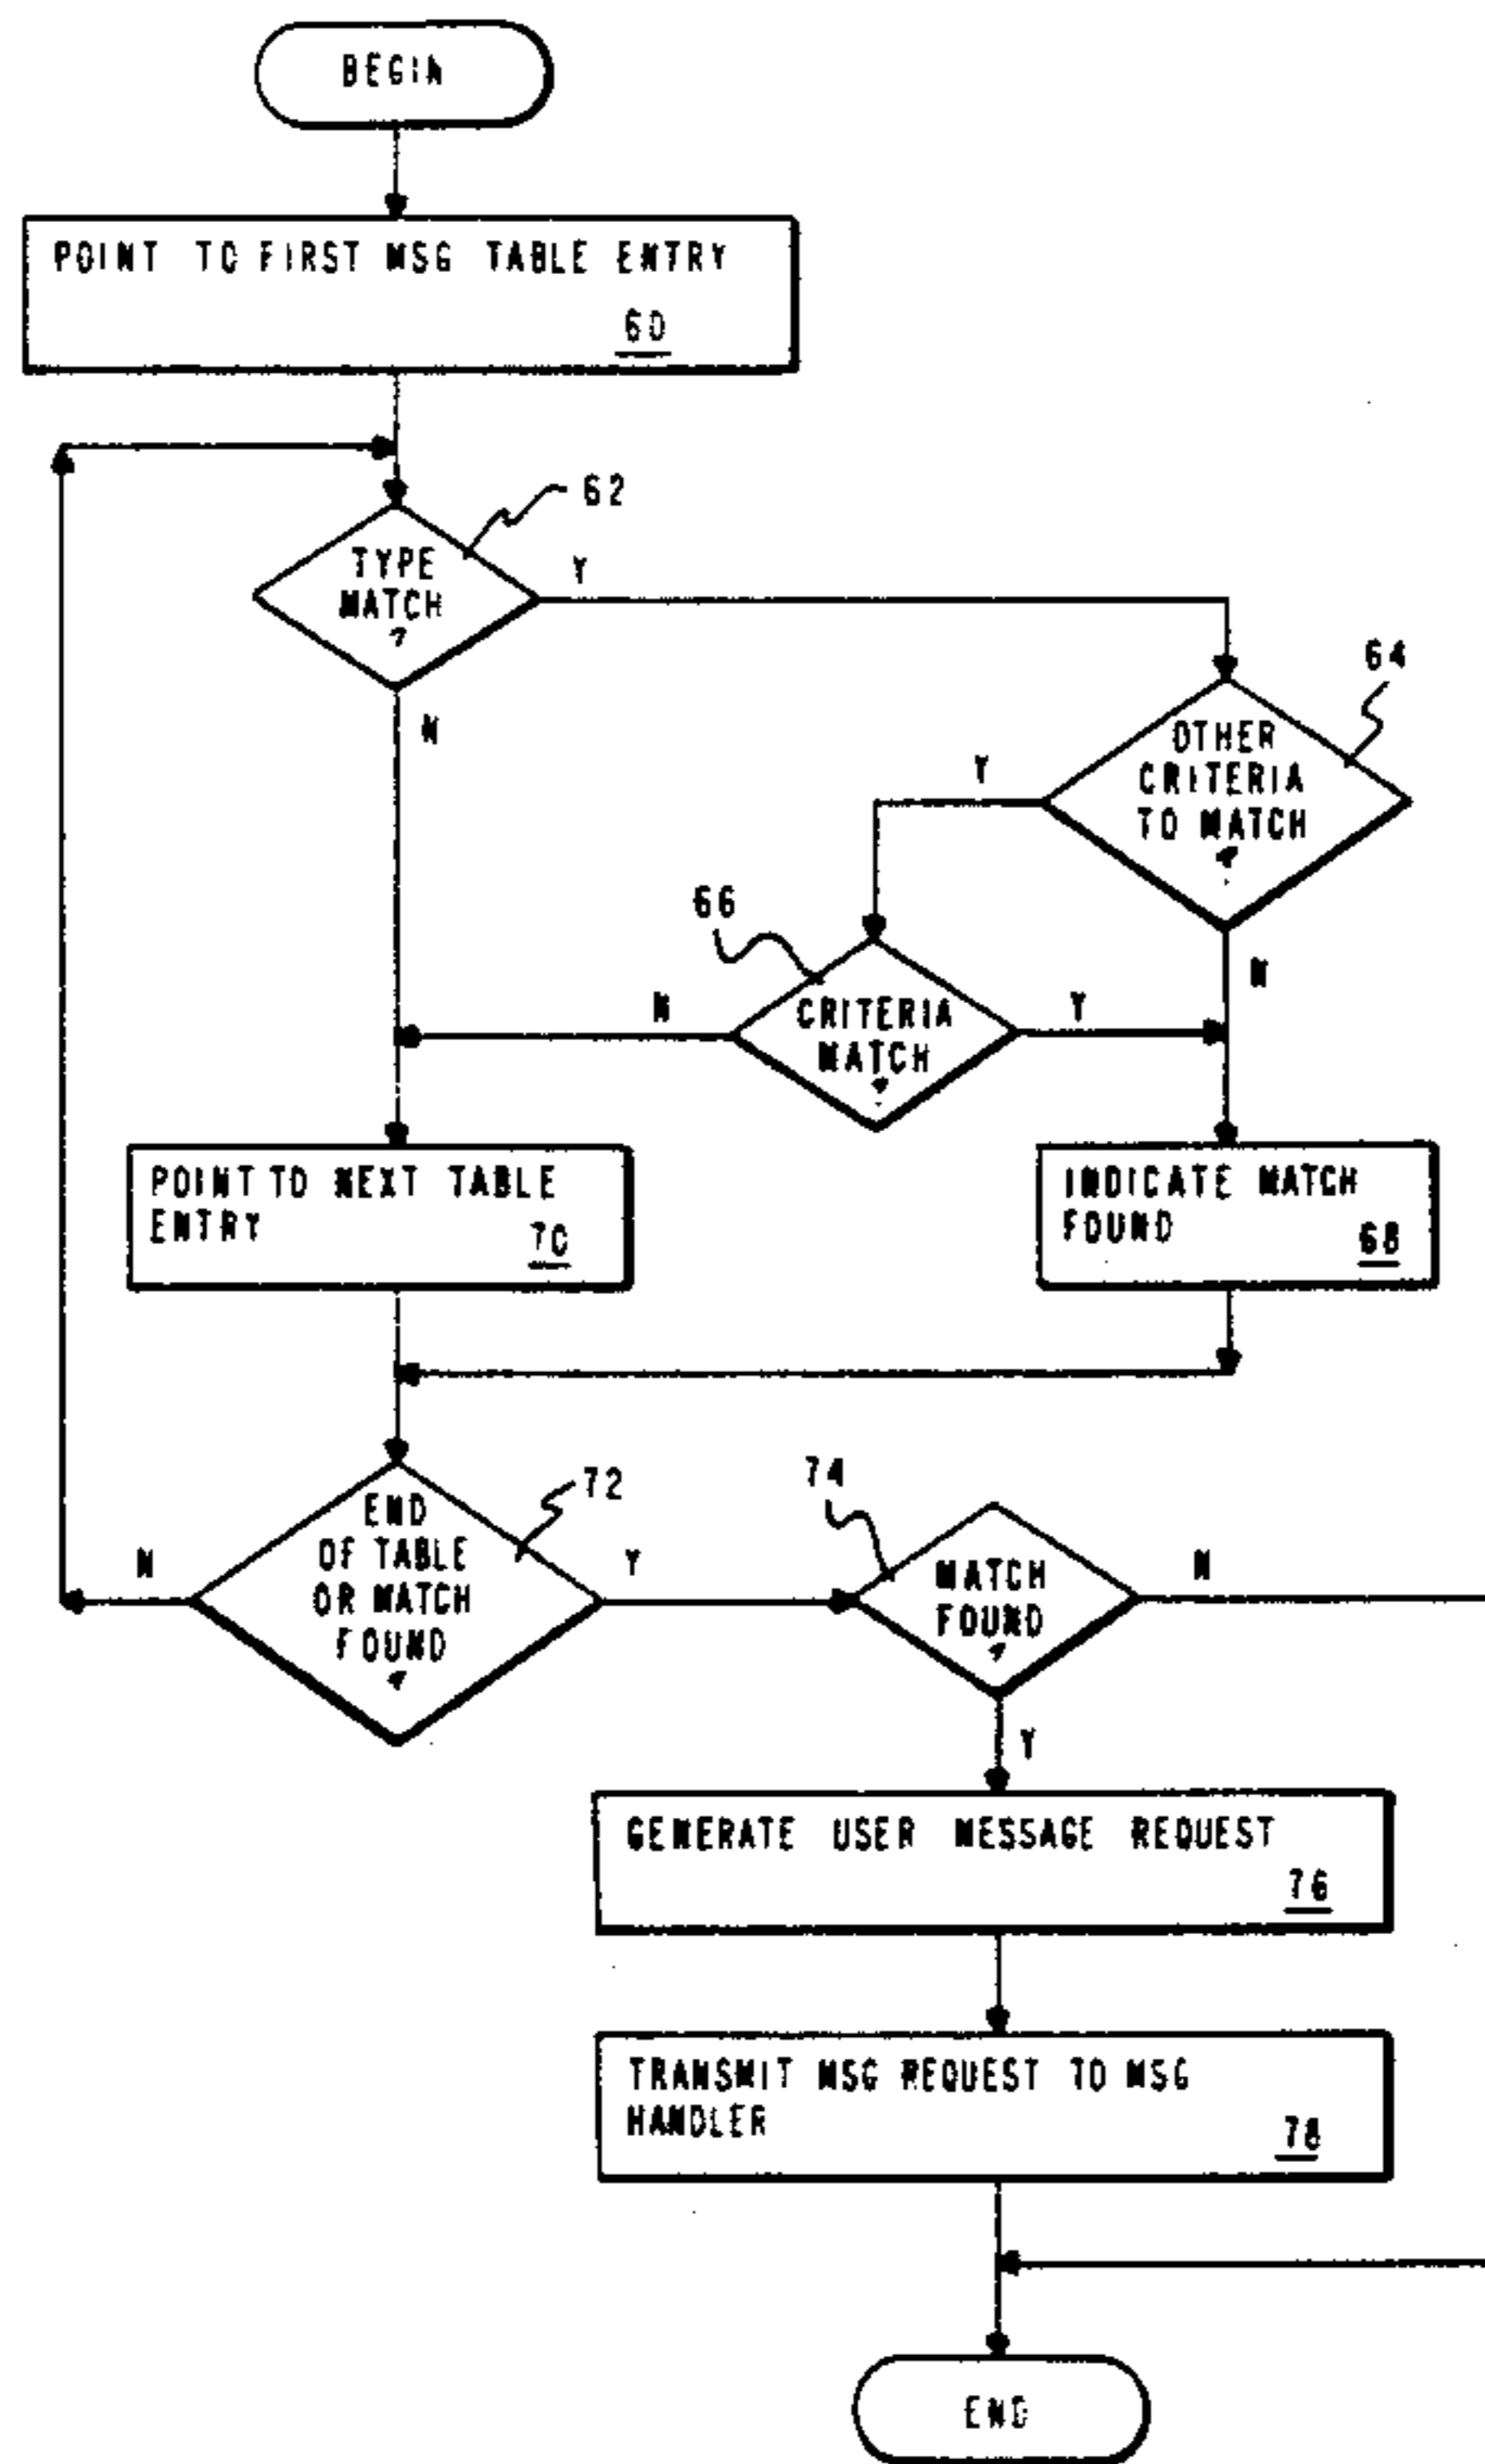 BEGIN
POINT TO FIRST MSG TABLE ENTRY
60
62
TYPE
MATCH
?
Y
N
64
OTHER
CRITERIA
TO MATCH
?
Y
N
66
CRITERIA
MATCH
?
N
Y
POINT TO NEXT TABLE
ENTRY
70
INDICATE MATCH
FOUND
68
72
END
OF TABLE
OR MATCH
FOUND
?
N
Y
74
MATCH
FOUND
?
N
Y
GENERATE USER MESSAGE REQUEST
76
TRANSMIT MSG REQUEST TO MSG
HANDLER
78
END